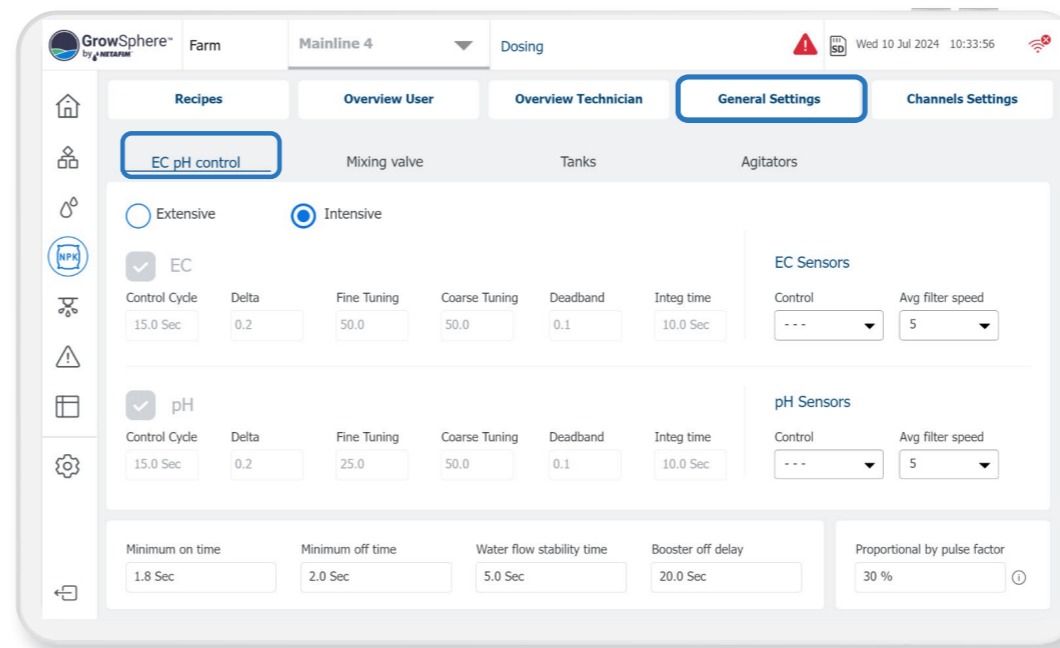 GrowSphere™ Farm Mainline 4 Dosing SD Wed 10 Jul 2024 10:33:56
by NETAFIM™
Recipes Overview User Overview Technician General Settings Channels Settings
EC pH control Mixing valve Tanks Agitators
Extensive Intensive
NPK
EC EC Sensors
Control Cycle Delta Fine Tuning Coarse Tuning Deadband Integ time Control Avg filter speed
15.0 Sec 0.2 50.0 50.0 0.1 10.0 Sec - - - 5
pH pH Sensors
Control Cycle Delta Fine Tuning Coarse Tuning Deadband Integ time Control Avg filter speed
15.0 Sec 0.2 25.0 50.0 0.1 10.0 Sec - - - 5
Minimum on time Minimum off time Water flow stability time Booster off delay Proportional by pulse factor
1.8 Sec 2.0 Sec 5.0 Sec 20.0 Sec 30 %